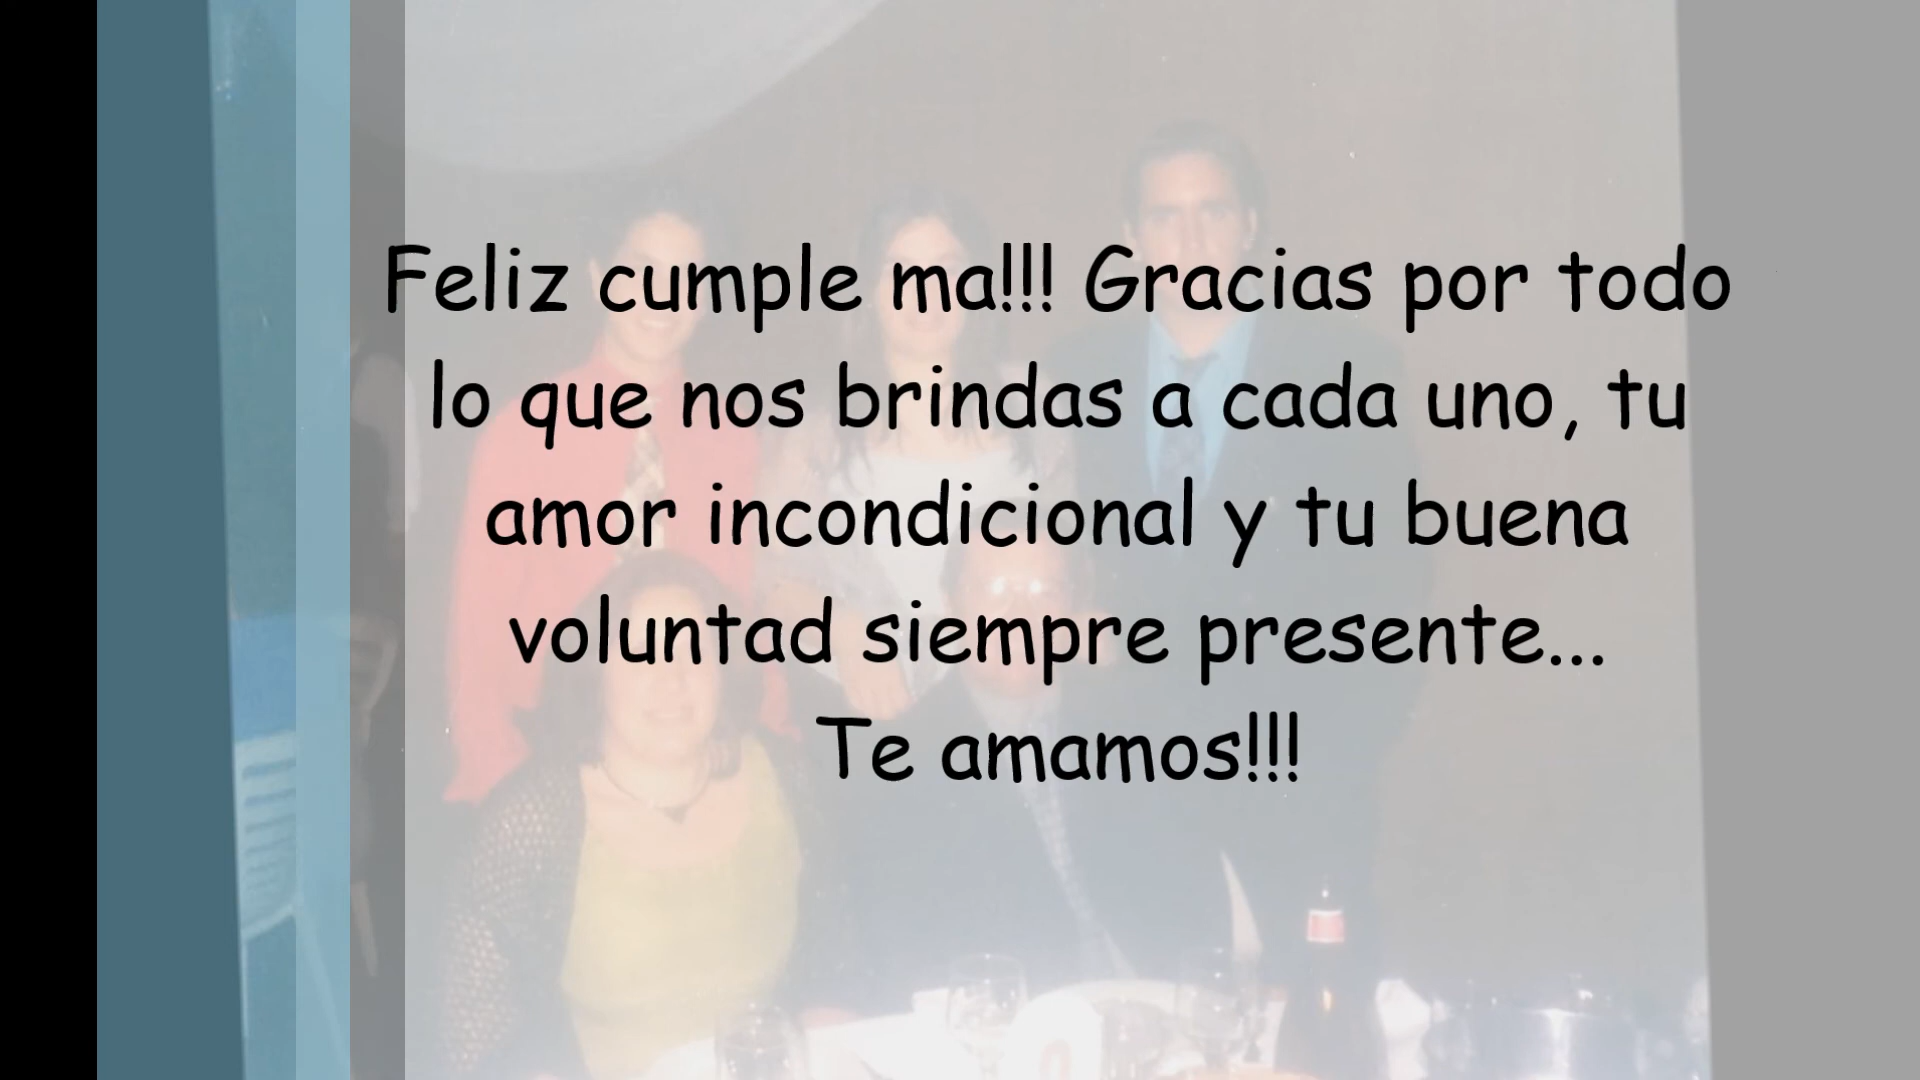 Feliz cumple ma!!! Gracias por todo
lo que nos brindas a cada uno, tu
amor incondicional y tu buena
voluntad siempre presente...
Te amamos!!!